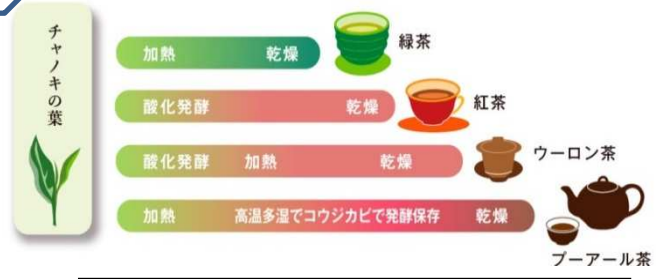 チャノキの葉
加熱 乾燥 緑茶
酸化発酵 乾燥 紅茶
酸化発酵 加熱 乾燥 ウーロン茶
加熱 高温多湿でコウジカビで発酵保存 乾燥
プーアール茶